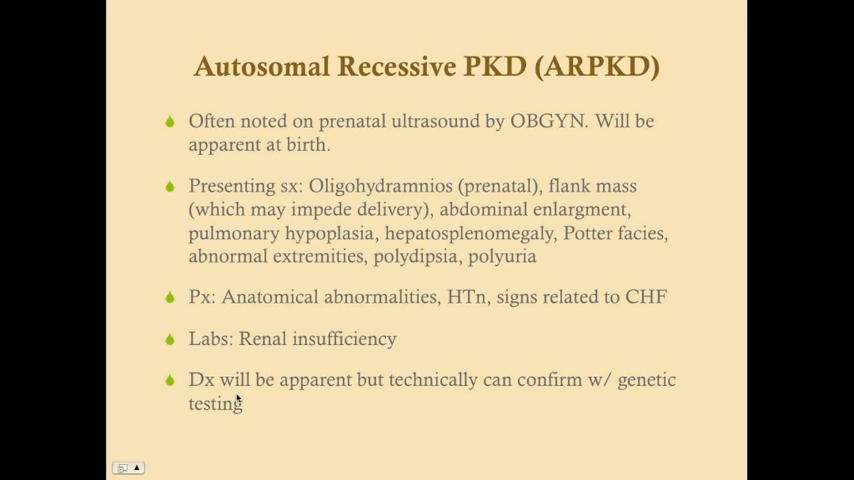 Autosomal Recessive PKD (ARPKD)
Often noted on prenatal ultrasound by OBGYN. Will be
apparent at birth.
Presenting sx: Oligohydramnios (prenatal), flank mass
(which may impede delivery), abdominal enlargment,
pulmonary hypoplasia, hepatosplenomegaly, Potter facies,
abnormal extremities, polydipsia, polyuria
Px: Anatomical abnormalities, HTn, signs related to CHF
Labs: Renal insufficiency
Dx will be apparent but technically can confirm w/ genetic
testing